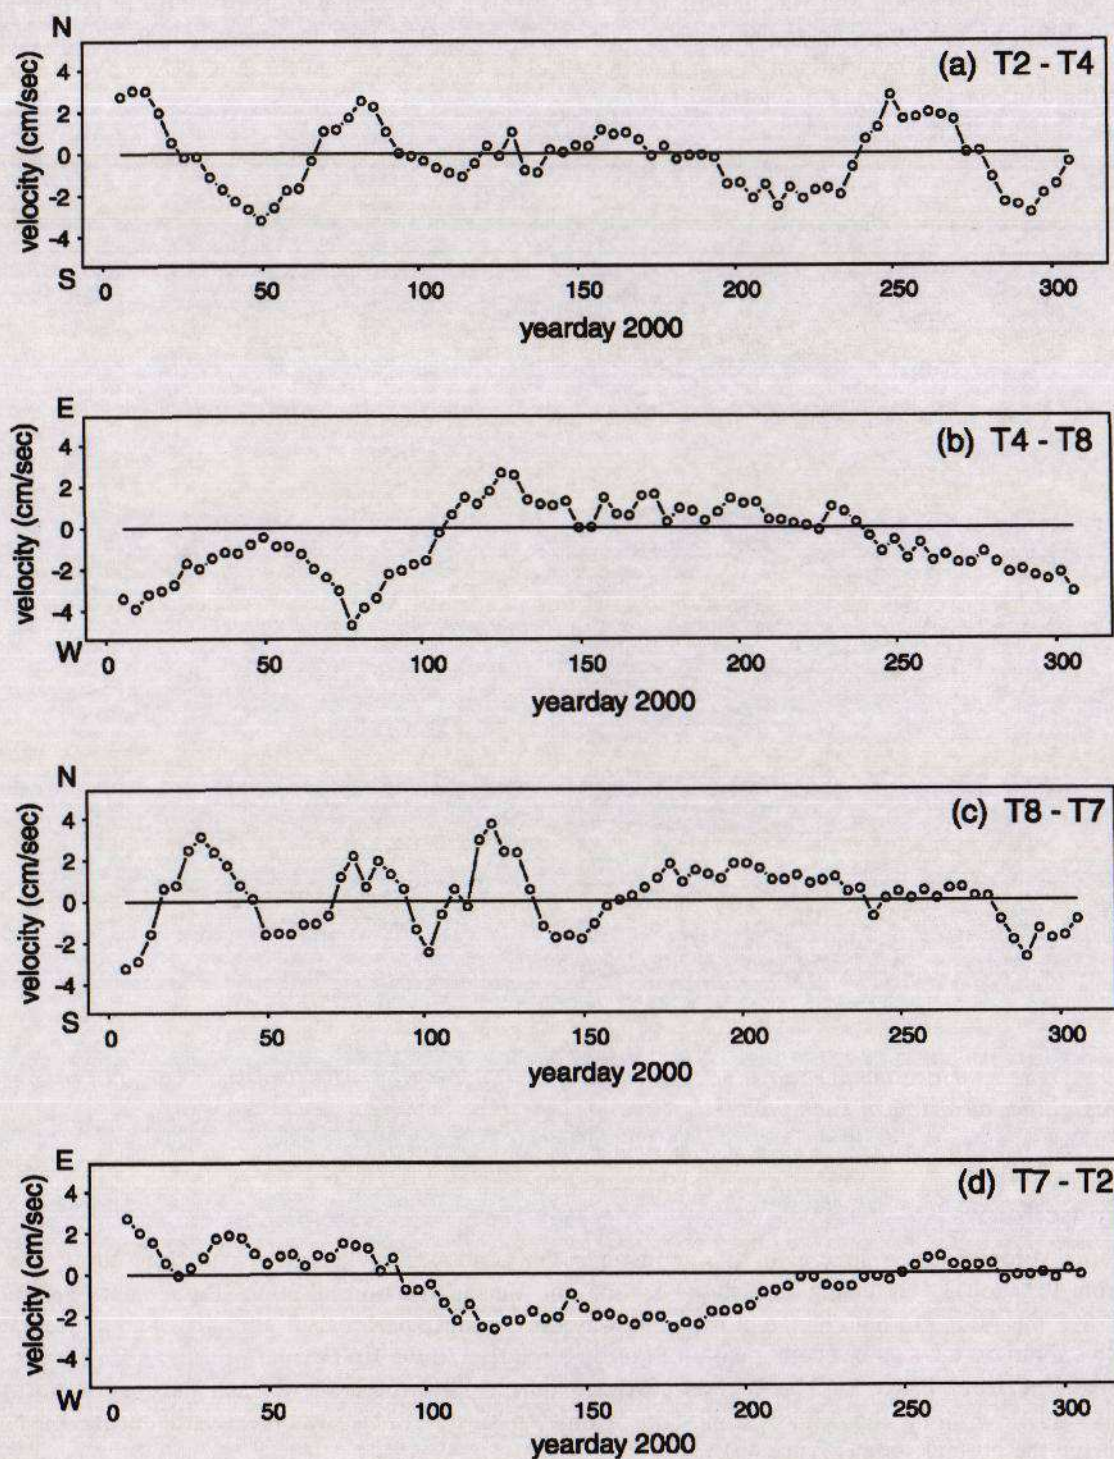 N
(a) T2 - T4
velocity (cm/sec)
4
2
0
-2
-4
S
0 50 100 150 200 250 300
yearday 2000
E
(b) T4 - T8
velocity (cm/sec)
4
2
0
-2
-4
W
0 50 100 150 200 250 300
yearday 2000
N
(c) T8 - T7
velocity (cm/sec)
4
2
0
-2
-4
S
0 50 100 150 200 250 300
yearday 2000
E
(d) T7 - T2
velocity (cm/sec)
4
2
0
-2
-4
W
0 50 100 150 200 250 300
yearday 2000